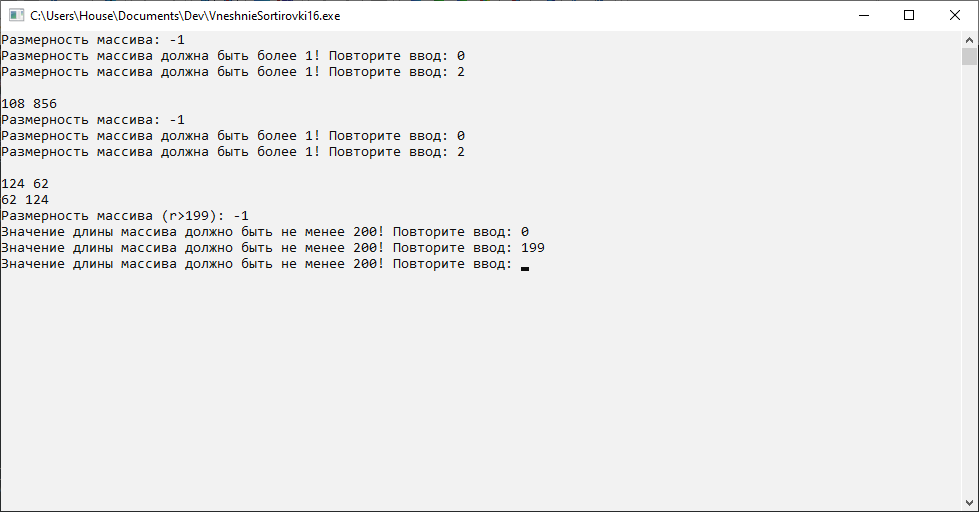 C:\Users\House\Documents\Dev\VneshnieSortirovki16.exe
Размерность массива: -1
Размерность массива должна быть более 1! Повторите ввод: 0
Размерность массива должна быть более 1! Повторите ввод: 2
108 856
Размерность массива: -1
Размерность массива должна быть более 1! Повторите ввод: 0
Размерность массива должна быть более 1! Повторите ввод: 2
124 62
62 124
Размерность массива (r>199): -1
Значение длины массива должно быть не менее 200! Повторите ввод: 0
Значение длины массива должно быть не менее 200! Повторите ввод: 199
Значение длины массива должно быть не менее 200! Повторите ввод: